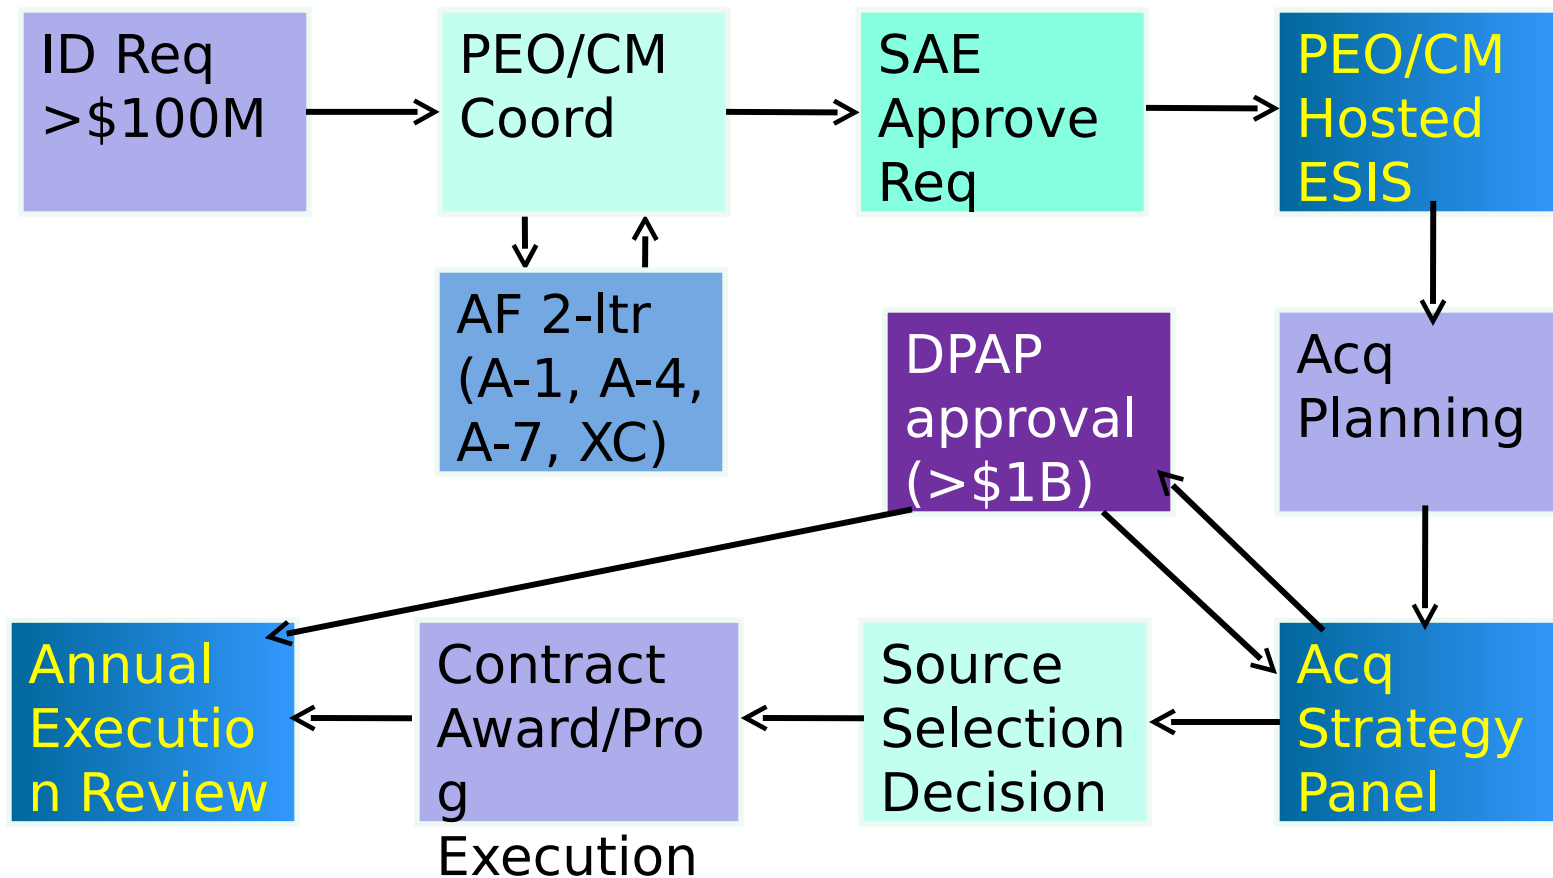 ID Req
>$100M
PEO/CM
Coord
SAE
Approve
Req
PEO/CM
Hosted
ESIS
AF 2-ltr
(A-1, A-4,
A-7, XC)
DPAP
approval
(>$1B)
Acq
Planning
Annual
Executio
n Review
Contract
Award/Pro
g
Execution
Source
Selection
Decision
Acq
Strategy
Panel